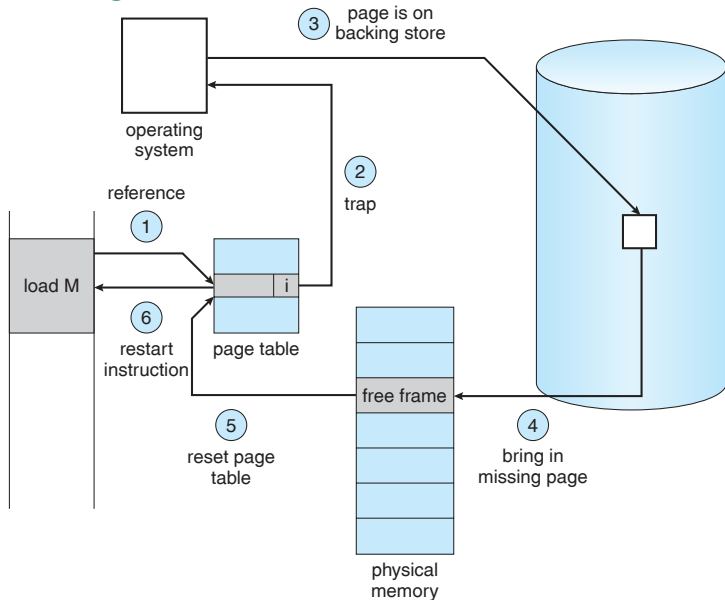 3
page is on
backing store
operating
system
2
trap
reference
1
load M
i
6
restart
instruction
page table
free frame
5
reset page
table
4
bring in
missing page
physical
memory